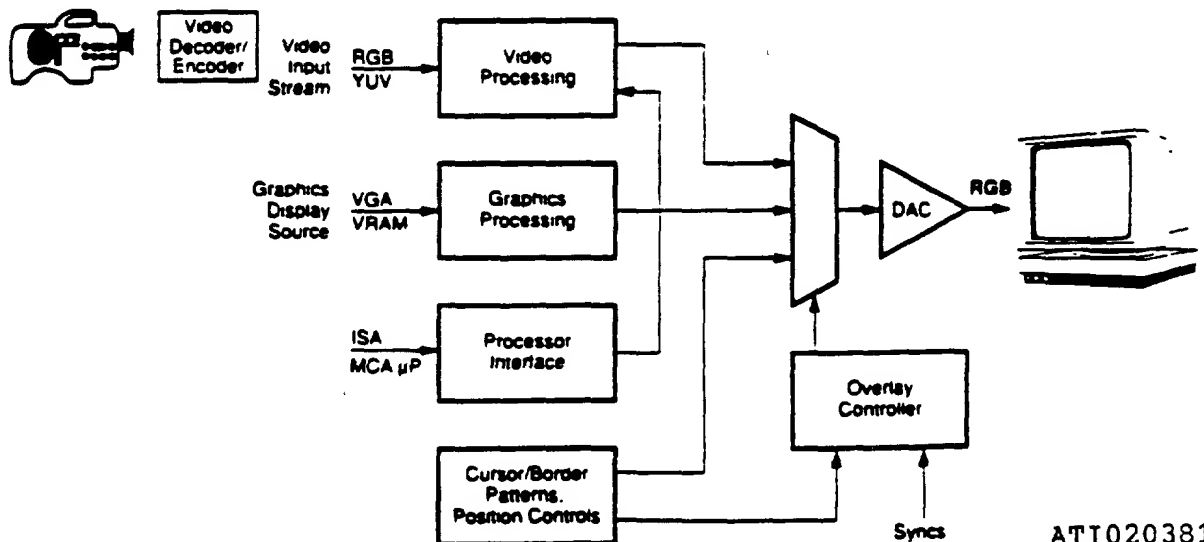 Video
Decoder/
Encoder
Video
Input
Stream
RGB
YUV
Video
Processing
Graphics
Display
Source
VGA
VRAM
Graphics
Processing
DAC
RGB
ISA
MCA µP
Processor
Interface
Overlay
Controller
Cursor/Border
Patterns,
Position Controls
Syncs
ATI020381